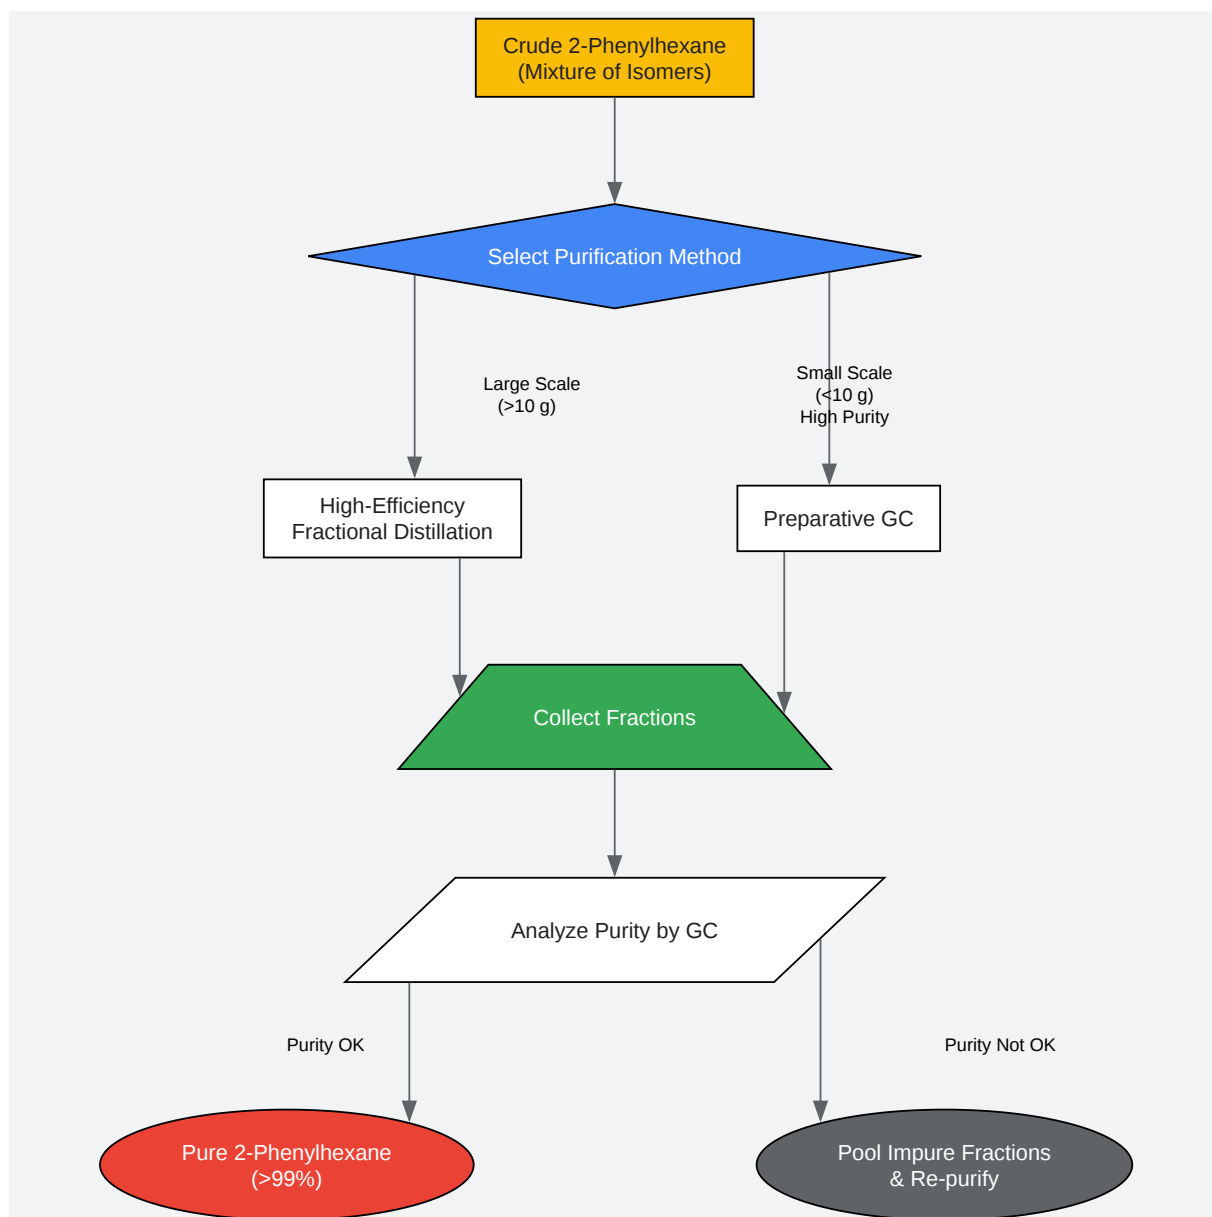 Crude 2-Phenylhexane
(Mixture of Isomers)
Select Purification Method
Large Scale
(>10 g)
Small Scale
(<10 g)
High Purity
High-Efficiency
Fractional Distillation
Preparative GC
Collect Fractions
Analyze Purity by GC
Purity OK
Purity Not OK
Pure 2-Phenylhexane
(>99%)
Pool Impure Fractions
& Re-purify